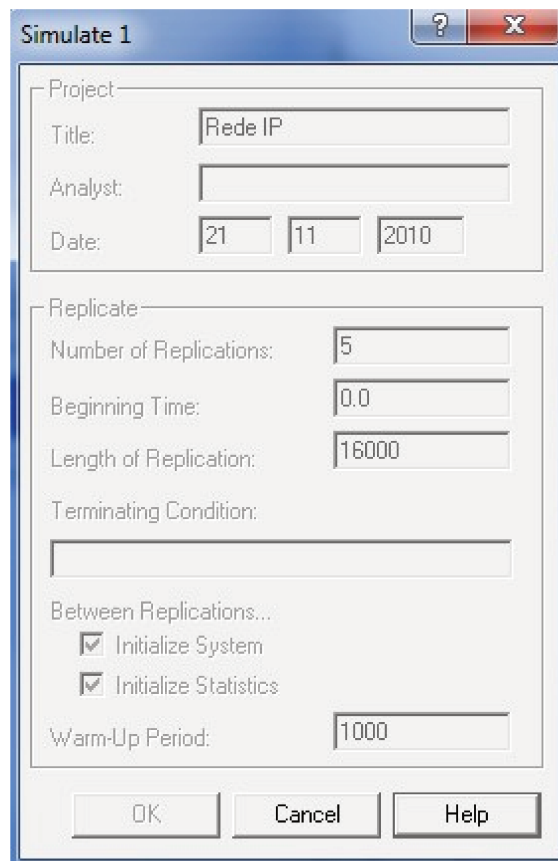 Simulate 1
? X
Project
Title: Rede IP
Analyst:
Date: 21 11 2010
Replicate
Number of Replications: 5
Beginning Time: 0.0
Length of Replication: 16000
Terminating Condition:
Between Replications...
Initialize System
Initialize Statistics
Warm-Up Period: 1000
OK Cancel Help